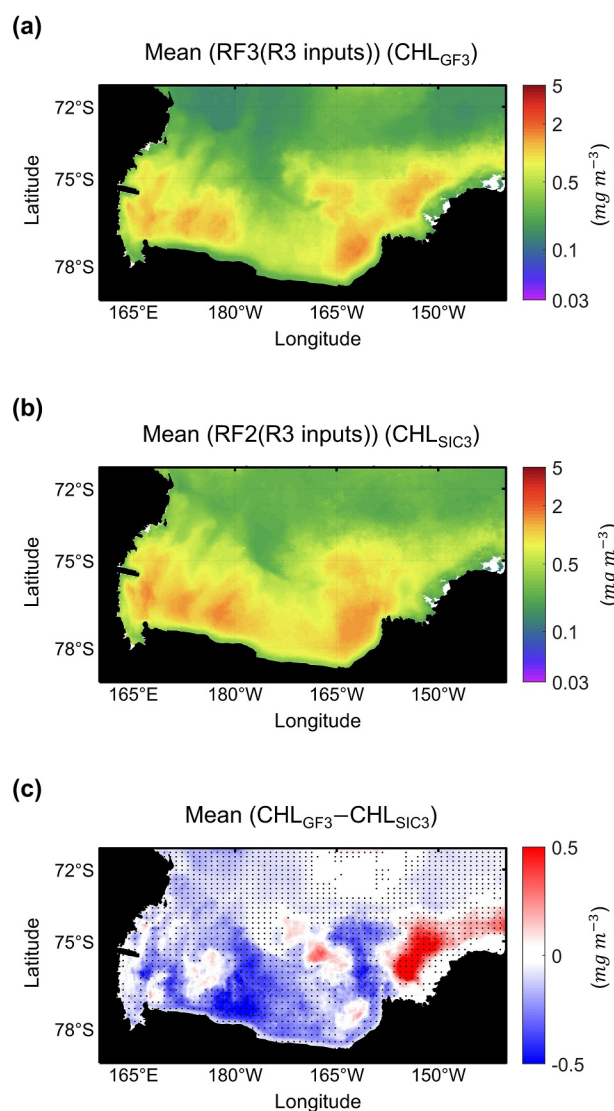 (a)
Mean (RF3(R3 inputs)) (CHL_GF3)
72°S
75°S
78°S
Latitude
165°E 180°W 165°W 150°W
Longitude
5
2
0.5
0.1
0.03
(mg m−3)
(b)
Mean (RF2(R3 inputs)) (CHL_SIC3)
72°S
75°S
78°S
Latitude
165°E 180°W 165°W 150°W
Longitude
5
2
0.5
0.1
0.03
(mg m−3)
(c)
Mean (CHL_GF3−CHL_SIC3)
72°S
75°S
78°S
Latitude
165°E 180°W 165°W 150°W
Longitude
0.5
0
-0.5
(mg m−3)